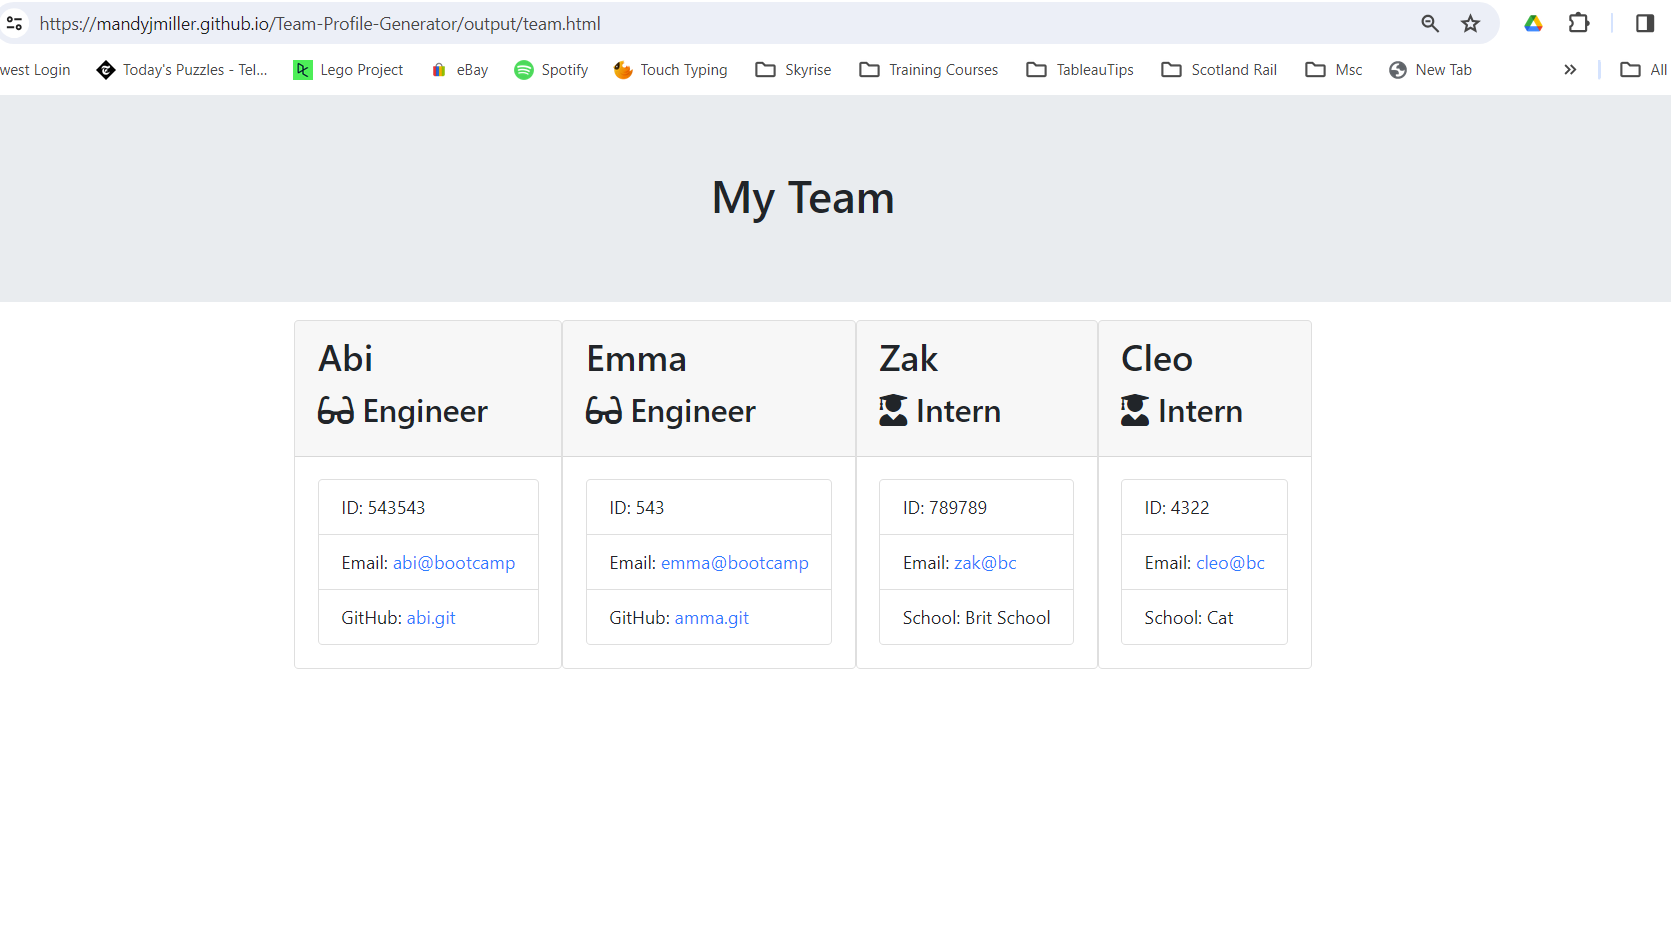 https://mandyjmiller.github.io/Team-Profile-Generator/output/team.html
west Login Today's Puzzles - Tel... Lego Project eBay Spotify Touch Typing Skyrise Training Courses TableauTips Scotland Rail Msc New Tab » All
My Team
Abi
Engineer
ID: 543543
Email: abi@bootcamp
GitHub: abi.git
Emma
Engineer
ID: 543
Email: emma@bootcamp
GitHub: amma.git
Zak
Intern
ID: 789789
Email: zak@bc
School: Brit School
Cleo
Intern
ID: 4322
Email: cleo@bc
School: Cat